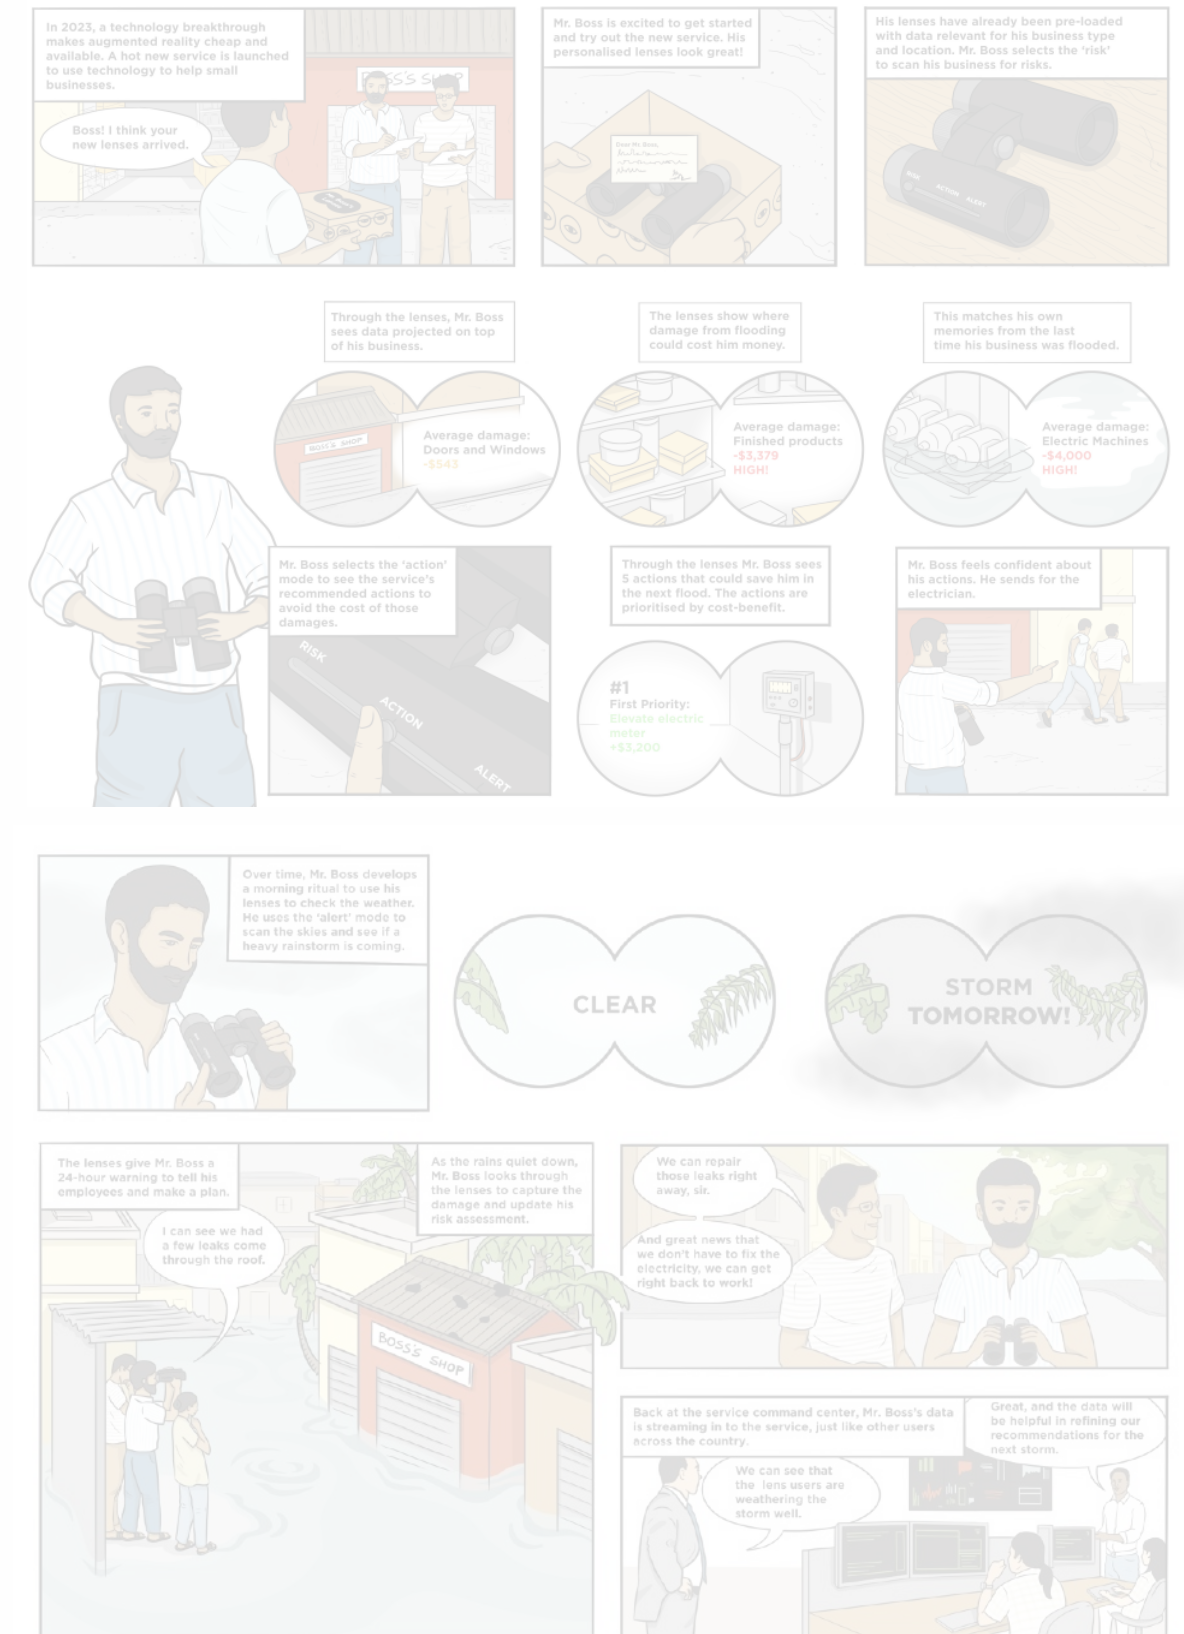 In 2023, a technology breakthrough
makes augmented reality cheap and
available. A hot new service is launched
to use technology to help small
businesses.
Boss! I think your
new lenses arrived.
BOSS'S SHOP
Mr. Boss is excited to get started
and try out the new service. His
personalised lenses look great!
Dear Mr. Boss,
His lenses have already been pre-loaded
with data relevant for his business type
and location. Mr. Boss selects the ‘risk’
to scan his business for risks.
RISK
ACTION
ALERT
Through the lenses, Mr. Boss
sees data projected on top
of his business.
BOSS'S SHOP
Average damage:
Doors and Windows
-$543
The lenses show where
damage from flooding
could cost him money.
Average damage:
Finished products
-$3,379
HIGH!
This matches his own
memories from the last
time his business was flooded.
Average damage:
Electric Machines
-$4,000
HIGH!
Mr. Boss selects the ‘action’
mode to see the service’s
recommended actions to
avoid the cost of those
damages.
RISK
ACTION
ALERT
Through the lenses Mr. Boss sees
5 actions that could save him in
the next flood. The actions are
prioritised by cost-benefit.
#1
First Priority:
Elevate electric
meter
+$3,200
Mr. Boss feels confident about
his actions. He sends for the
electrician.
Over time, Mr. Boss develops
a morning ritual to use his
lenses to check the weather.
He uses the ‘alert’ mode to
scan the skies and see if a
heavy rainstorm is coming.
CLEAR
STORM
TOMORROW!
The lenses give Mr. Boss a
24-hour warning to tell his
employees and make a plan.
I can see we had
a few leaks come
through the roof.
As the rains quiet down,
Mr. Boss looks through
the lenses to capture the
damage and update his
risk assessment.
BOSS'S SHOP
We can repair
those leaks right
away, sir.
And great news that
we don't have to fix the
electricity, we can get
right back to work!
Back at the service command center, Mr. Boss's data
is streaming in to the service, just like other users
across the country.
We can see that
the lens users are
weathering the
storm well.
Great, and the data will
be helpful in refining our
recommendations for the
next storm.